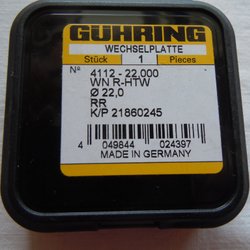 GÜHRING
WECHSELPLATTE
Stück 1 Pieces
N° 4112 - 22,000
WN R-HTW
Ø 22,0
RR
K/P 21860245
4 049844 024397
MADE IN GERMANY